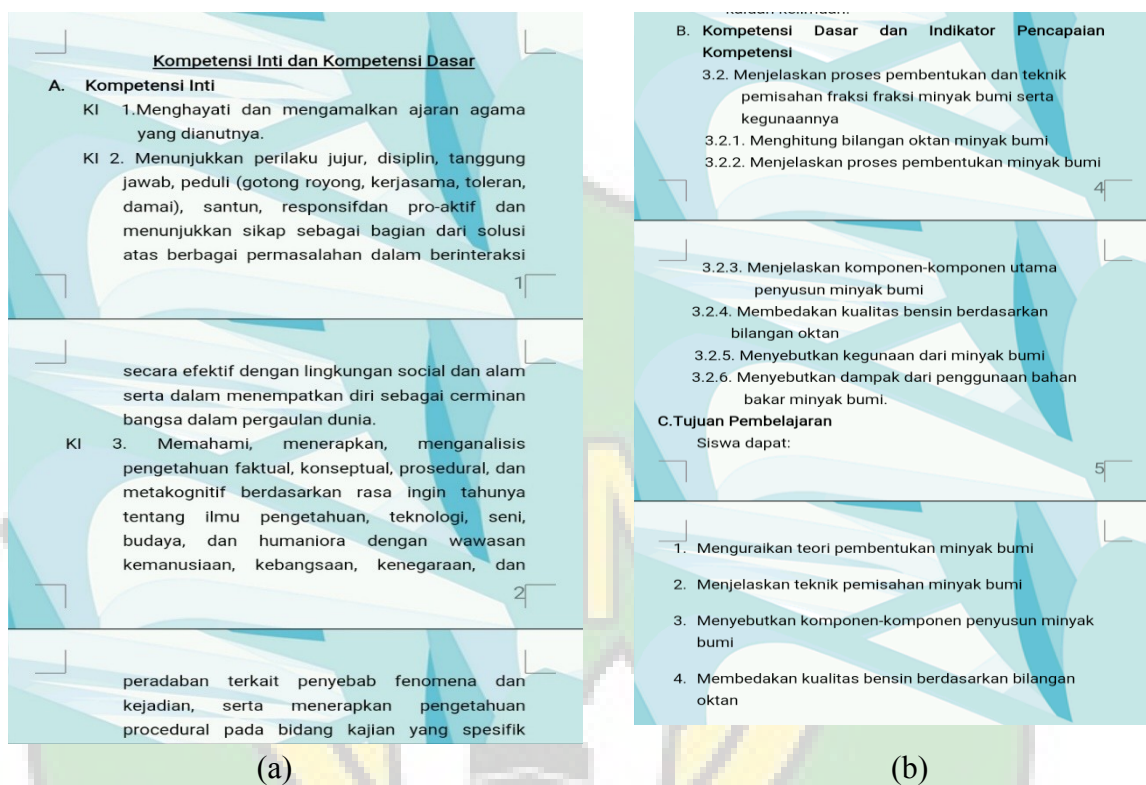 Kompetensi Inti dan Kompetensi Dasar
A. Kompetensi Inti
KI 1.Menghayati dan mengamalkan ajaran agama
yang dianutnya.
KI 2. Menunjukkan perilaku jujur, disiplin, tanggung
jawab, peduli (gotong royong, kerjasama, toleran,
damai), santun, responsifdan pro-aktif dan
menunjukkan sikap sebagai bagian dari solusi
atas berbagai permasalahan dalam berinteraksi
1
secara efektif dengan lingkungan social dan alam
serta dalam menempatkan diri sebagai cerminan
bangsa dalam pergaulan dunia.
KI 3. Memahami, menerapkan, menganalisis
pengetahuan faktual, konseptual, prosedural, dan
metakognitif berdasarkan rasa ingin tahunya
tentang ilmu pengetahuan, teknologi, seni,
budaya, dan humaniora dengan wawasan
kemanusiaan, kebangsaan, kenegaraan, dan
2
peradaban terkait penyebab fenomena dan
kejadian, serta menerapkan pengetahuan
procedural pada bidang kajian yang spesifik
(a)
B. Kompetensi Dasar dan Indikator Pencapaian
Kompetensi
3.2. Menjelaskan proses pembentukan dan teknik
pemisahan fraksi fraksi minyak bumi serta
kegunaannya
3.2.1. Menghitung bilangan oktan minyak bumi
3.2.2. Menjelaskan proses pembentukan minyak bumi
4
3.2.3. Menjelaskan komponen-komponen utama
penyusun minyak bumi
3.2.4. Membedakan kualitas bensin berdasarkan
bilangan oktan
3.2.5. Menyebutkan kegunaan dari minyak bumi
3.2.6. Menyebutkan dampak dari penggunaan bahan
bakar minyak bumi.
C.Tujuan Pembelajaran
Siswa dapat:
5
1. Menguraikan teori pembentukan minyak bumi
2. Menjelaskan teknik pemisahan minyak bumi
3. Menyebutkan komponen-komponen penyusun minyak
bumi
4. Membedakan kualitas bensin berdasarkan bilangan
oktan
(b)